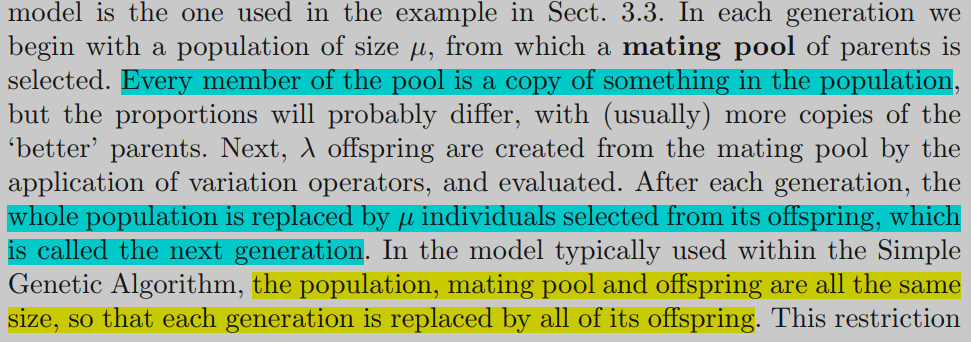 model is the one used in the example in Sect. 3.3. In each generation we
begin with a population of size μ, from which a mating pool of parents is
selected. Every member of the pool is a copy of something in the population,
but the proportions will probably differ, with (usually) more copies of the
‘better’ parents. Next, λ offspring are created from the mating pool by the
application of variation operators, and evaluated. After each generation, the
whole population is replaced by μ individuals selected from its offspring, which
is called the next generation. In the model typically used within the Simple
Genetic Algorithm, the population, mating pool and offspring are all the same
size, so that each generation is replaced by all of its offspring. This restriction